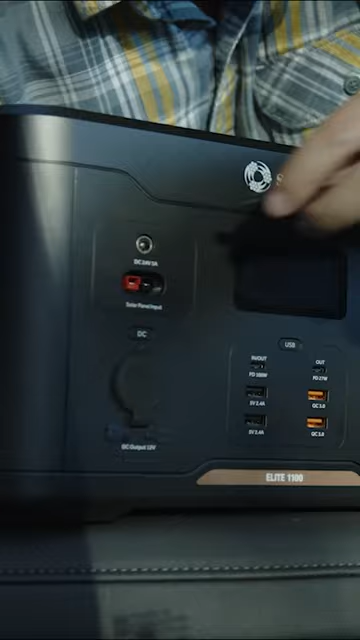 DC 24V 5A
Solar Panel Input
DC
USB
IN/OUT
PD 100W
OUT
PD 27W
5V 2.4A
QC 3.0
5V 2.4A
QC 3.0
DC Output 12V
ELITE 1100